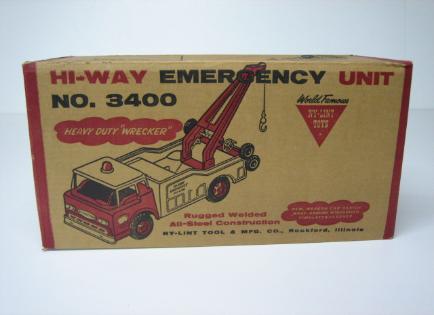 HI-WAY EMERGENCY UNIT
NO. 3400
HEAVY DUTY "WRECKER"
World Famous
NY-LINT
TOYS
Rugged Welded
All-Steel Construction
NY-LINT TOOL & MFG. CO., Rockford, Illinois